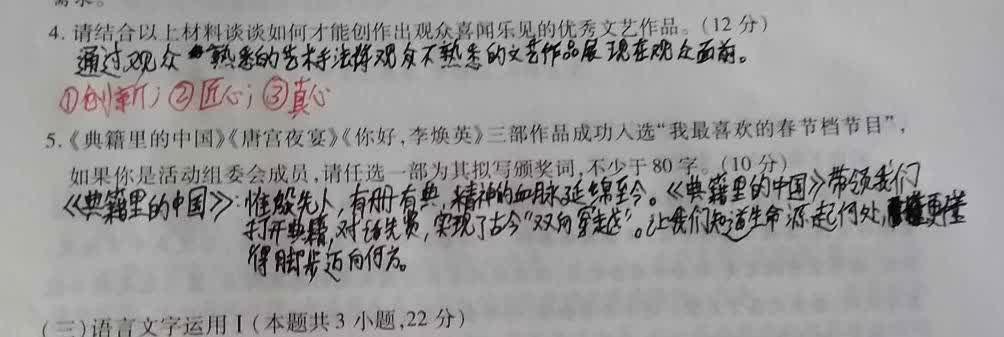 4. 请结合以上材料谈谈如何才能创作出观众喜闻乐见的优秀文艺作品。(12 分)
通过观众熟悉的艺术手法将观众不熟悉的文艺作品展现在观众面前。
①创新；②匠心；③真心
5.《典籍里的中国》《唐宫夜宴》《你好,李焕英》三部作品成功入选“我最喜欢的春节档节目”,
如果你是活动组委会成员,请任选一部为其拟写颁奖词,不少于 80 字。(10 分)
《典籍里的中国》:惟殷先人,有册有典,精神的血脉延绵至今。《典籍里的中国》带领我们
打开典籍,对话先贤,实现了古今“双向穿越”。让我们知道生命源起何处,更懂
得脚步迈向何方。
(三)语言文字运用Ⅰ(本题共 3 小题,22 分)